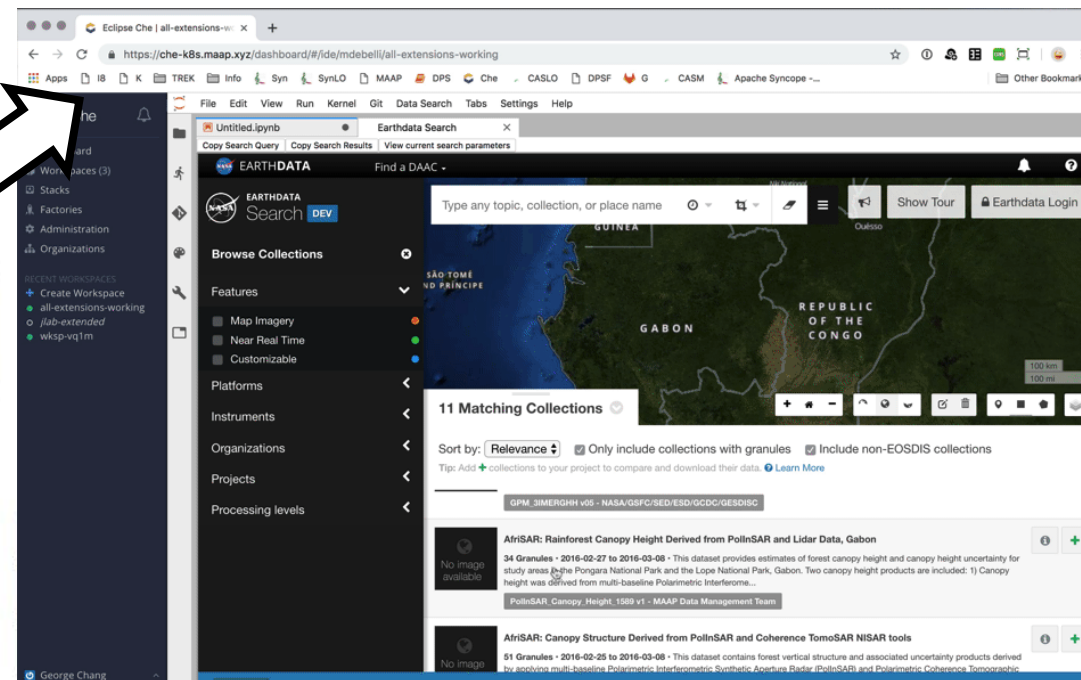 Eclipse Che | all-extensions-wo
https://che-k8s.maap.xyz/dashboard/#/ide/mdebelli/all-extensions-working
Apps I8 K TREK Info Syn SynLO MAAP DPS Che CASLO DPSF G CASM Apache Syncope -... Other Bookmark
he
ard
Workspaces (3)
Stacks
Factories
Administration
Organizations
RECENT WORKSPACES
Create Workspace
all-extensions-working
jlab-extended
wksp-vq1m
George Chang
File Edit View Run Kernel Git Data Search Tabs Settings Help
Untitled.ipynb Earthdata Search
Copy Search Query Copy Search Results View current search parameters
EARTHDATA Find a DAAC
EARTHDATA
Search DEV
Type any topic, collection, or place name
Show Tour Earthdata Login
Browse Collections
Features
Map Imagery
Near Real Time
Customizable
Platforms
Instruments
Organizations
Projects
Processing levels
GUINEA
Ouésso
SÃO TOMÉ
ND PRÍNCIPE
GABON
REPUBLIC
OF THE
CONGO
100 km
100 mi
11 Matching Collections
Sort by: Relevance Only include collections with granules Include non-EOSDIS collections
Tip: Add + collections to your project to compare and download their data. Learn More
GPM_3IMERGHH v05 - NASA/GSFC/SED/ESD/GCDC/GESDISC
No image
available
AfriSAR: Rainforest Canopy Height Derived from PolInSAR and Lidar Data, Gabon
34 Granules • 2016-02-27 to 2016-03-08 • This dataset provides estimates of forest canopy height and canopy height uncertainty for
study areas in the Pongara National Park and the Lope National Park, Gabon. Two canopy height products are included: 1) Canopy
height was derived from multi-baseline Polarimetric Interferome...
PolInSAR_Canopy_Height_1589 v1 - MAAP Data Management Team
No image
AfriSAR: Canopy Structure Derived from PolInSAR and Coherence TomoSAR NISAR tools
51 Granules • 2016-02-25 to 2016-03-08 • This dataset contains forest vertical structure and associated uncertainty products derived
by applying multi-baseline Polarimetric Interferometric Synthetic Aperture Radar (PolInSAR) and Polarimetric Coherence Tomographic